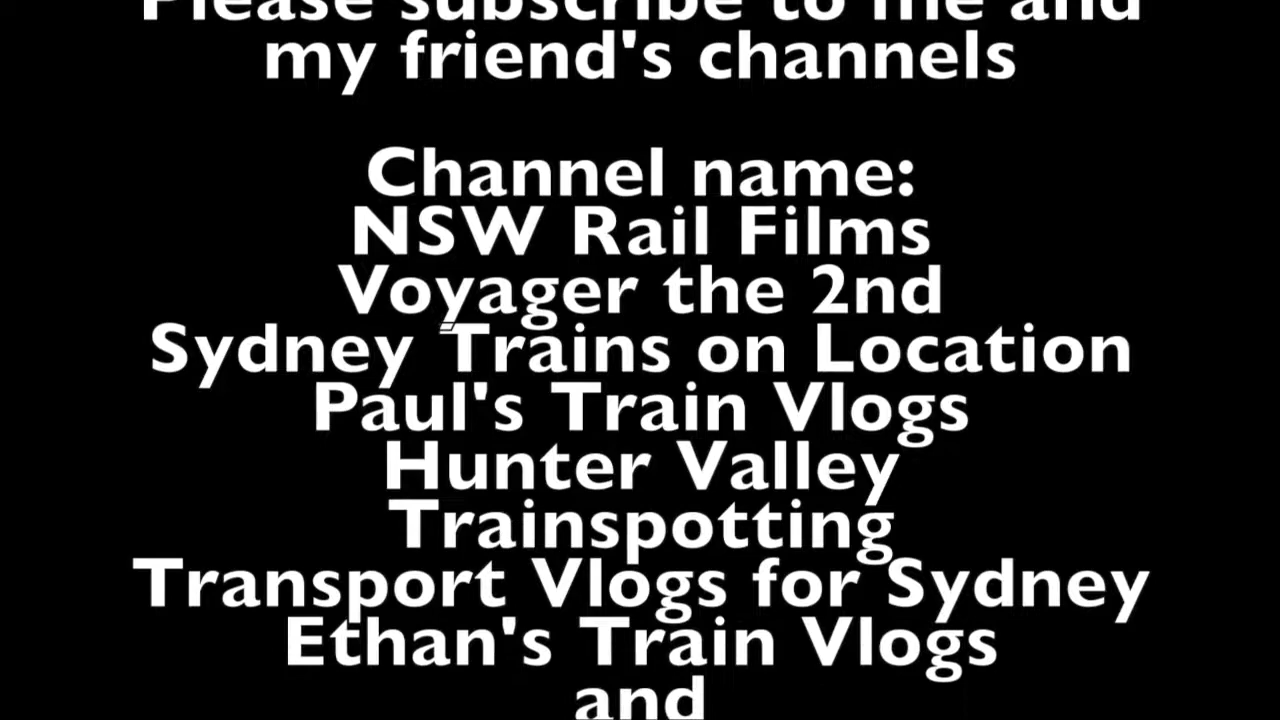 Please subscribe to me and
my friend's channels
Channel name:
NSW Rail Films
Voyager the 2nd
Sydney Trains on Location
Paul's Train Vlogs
Hunter Valley
Trainspotting
Transport Vlogs for Sydney
Ethan's Train Vlogs
and